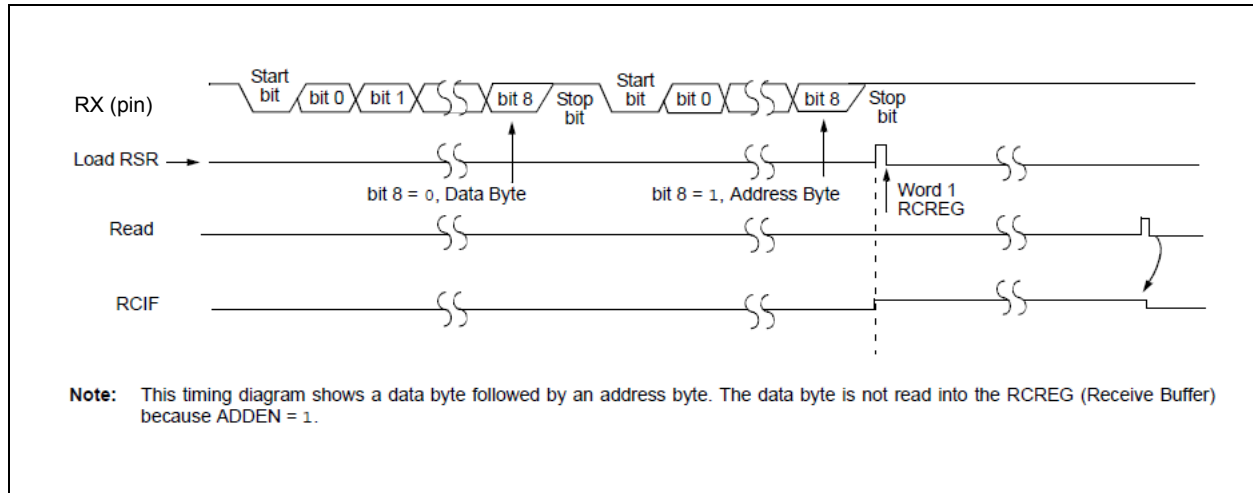 RX (pin)
Start
bit
bit 0
bit 1
bit 8
Stop
bit
Start
bit
bit 0
bit 8
Stop
bit
Load RSR
bit 8 = 0, Data Byte
bit 8 = 1, Address Byte
Word 1
RCREG
Read
RCIF
Note: This timing diagram shows a data byte followed by an address byte. The data byte is not read into the RCREG (Receive Buffer)
because ADDEN = 1.